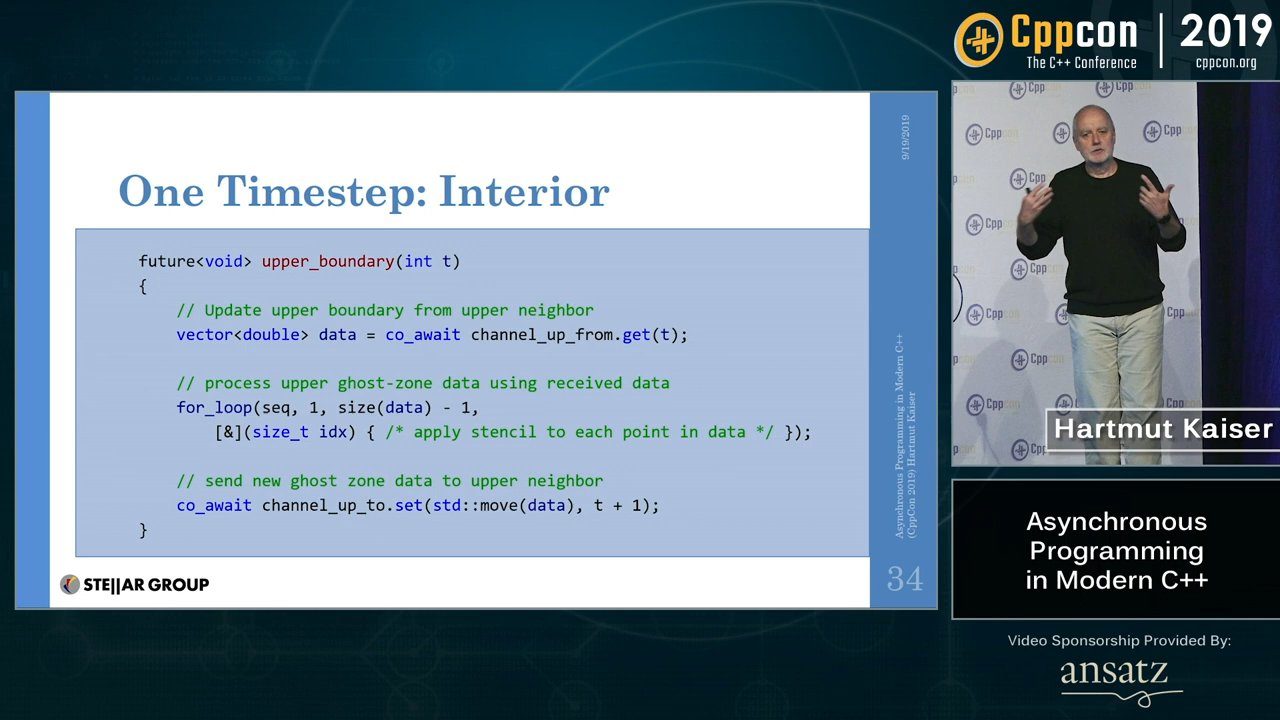 Cppcon | 2019
The C++ Conference
cppcon.org
9/19/2019
One Timestep: Interior
future<void> upper_boundary(int t)
{
// Update upper boundary from upper neighbor
vector<double> data = co_await channel_up_from.get(t);
// process upper ghost-zone data using received data
for_loop(seq, 1, size(data) - 1,
[&](size_t idx) { /* apply stencil to each point in data */ });
// send new ghost zone data to upper neighbor
co_await channel_up_to.set(std::move(data), t + 1);
}
Asynchronous Programming in Modern C++
(CppCon 2019) Hartmut Kaiser
34
STE||AR GROUP
Hartmut Kaiser
Asynchronous
Programming
in Modern C++
Video Sponsorship Provided By:
ansatz